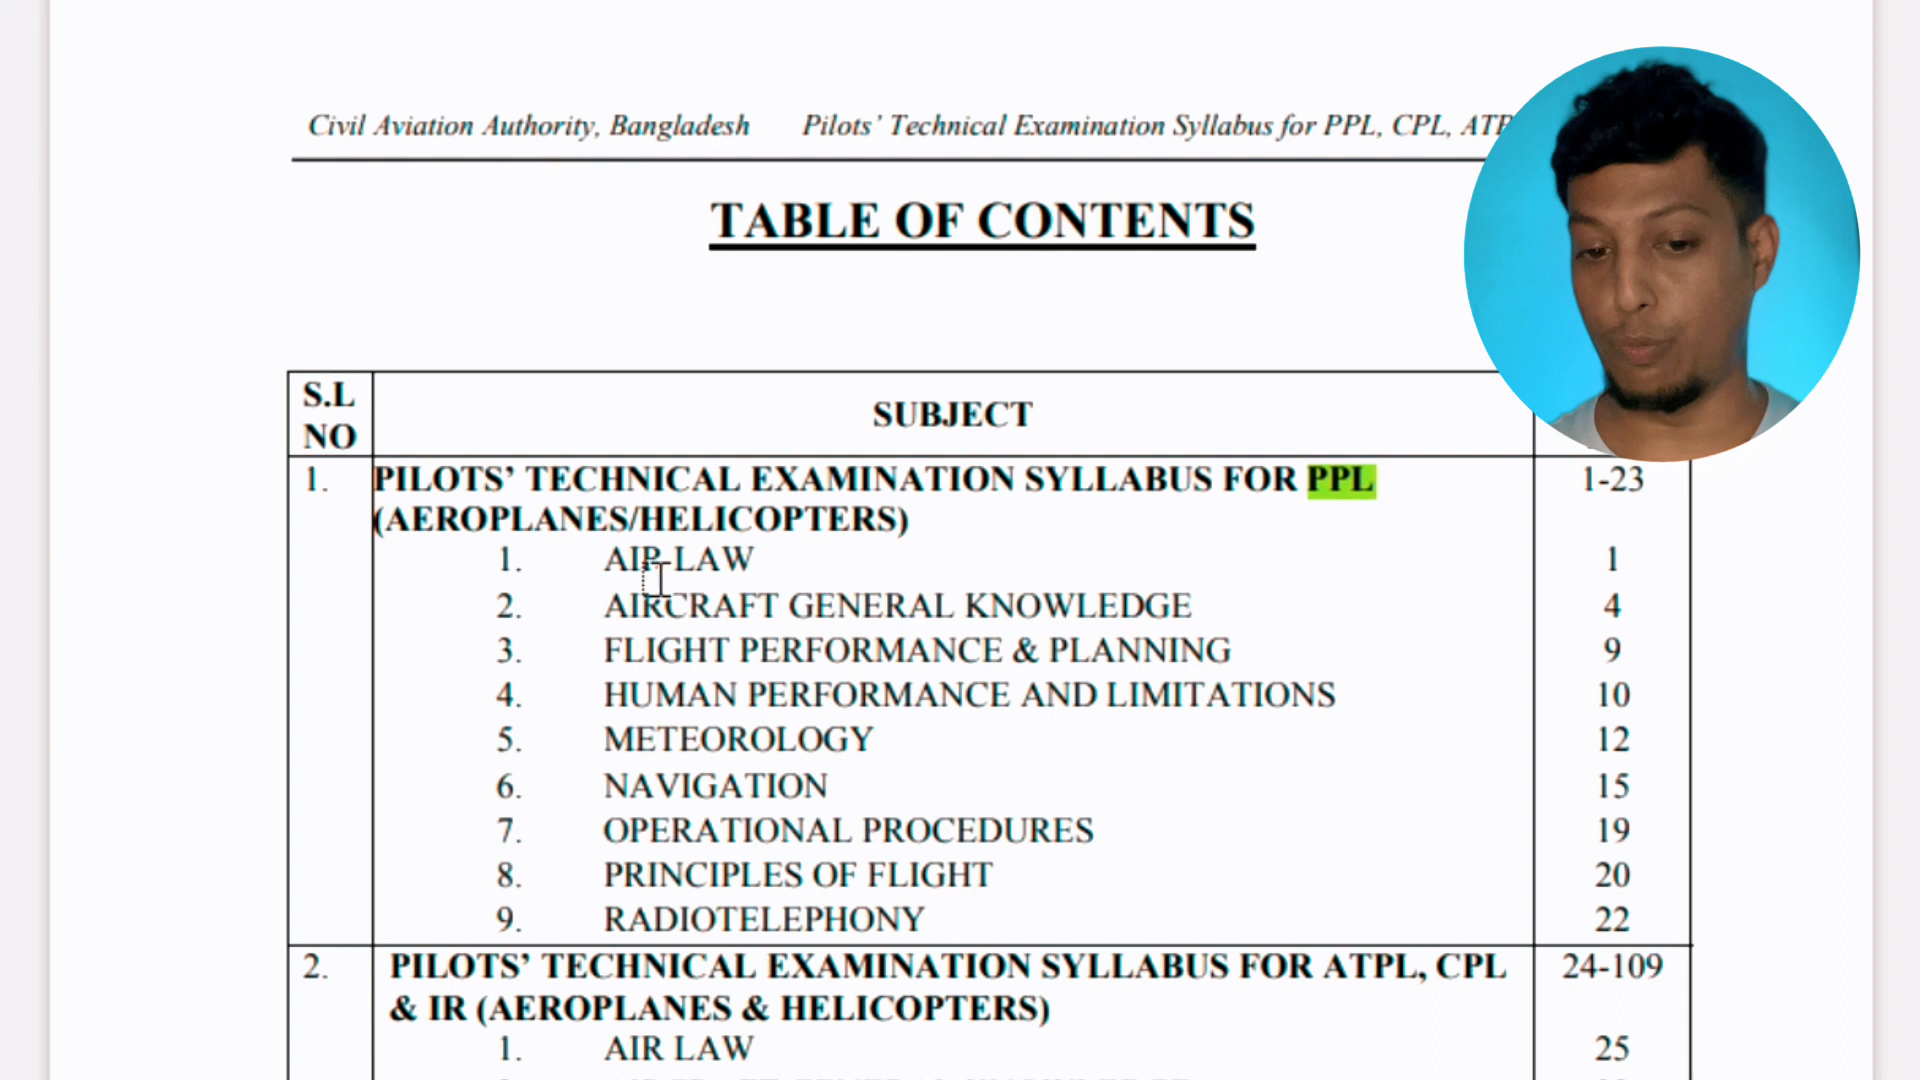 Civil Aviation Authority, Bangladesh Pilots' Technical Examination Syllabus for PPL, CPL,
TABLE OF CONTENTS
S.L NO SUBJECT
1. PILOTS' TECHNICAL EXAMINATION SYLLABUS FOR PPL 1-23
(AEROPLANES/HELICOPTERS)
1. AIR LAW 1
2. AIRCRAFT GENERAL KNOWLEDGE 4
3. FLIGHT PERFORMANCE & PLANNING 9
4. HUMAN PERFORMANCE AND LIMITATIONS 10
5. METEOROLOGY 12
6. NAVIGATION 15
7. OPERATIONAL PROCEDURES 19
8. PRINCIPLES OF FLIGHT 20
9. RADIOTELEPHONY 22
2. PILOTS' TECHNICAL EXAMINATION SYLLABUS FOR ATPL, CPL 24-109
& IR (AEROPLANES & HELICOPTERS)
1. AIR LAW 25